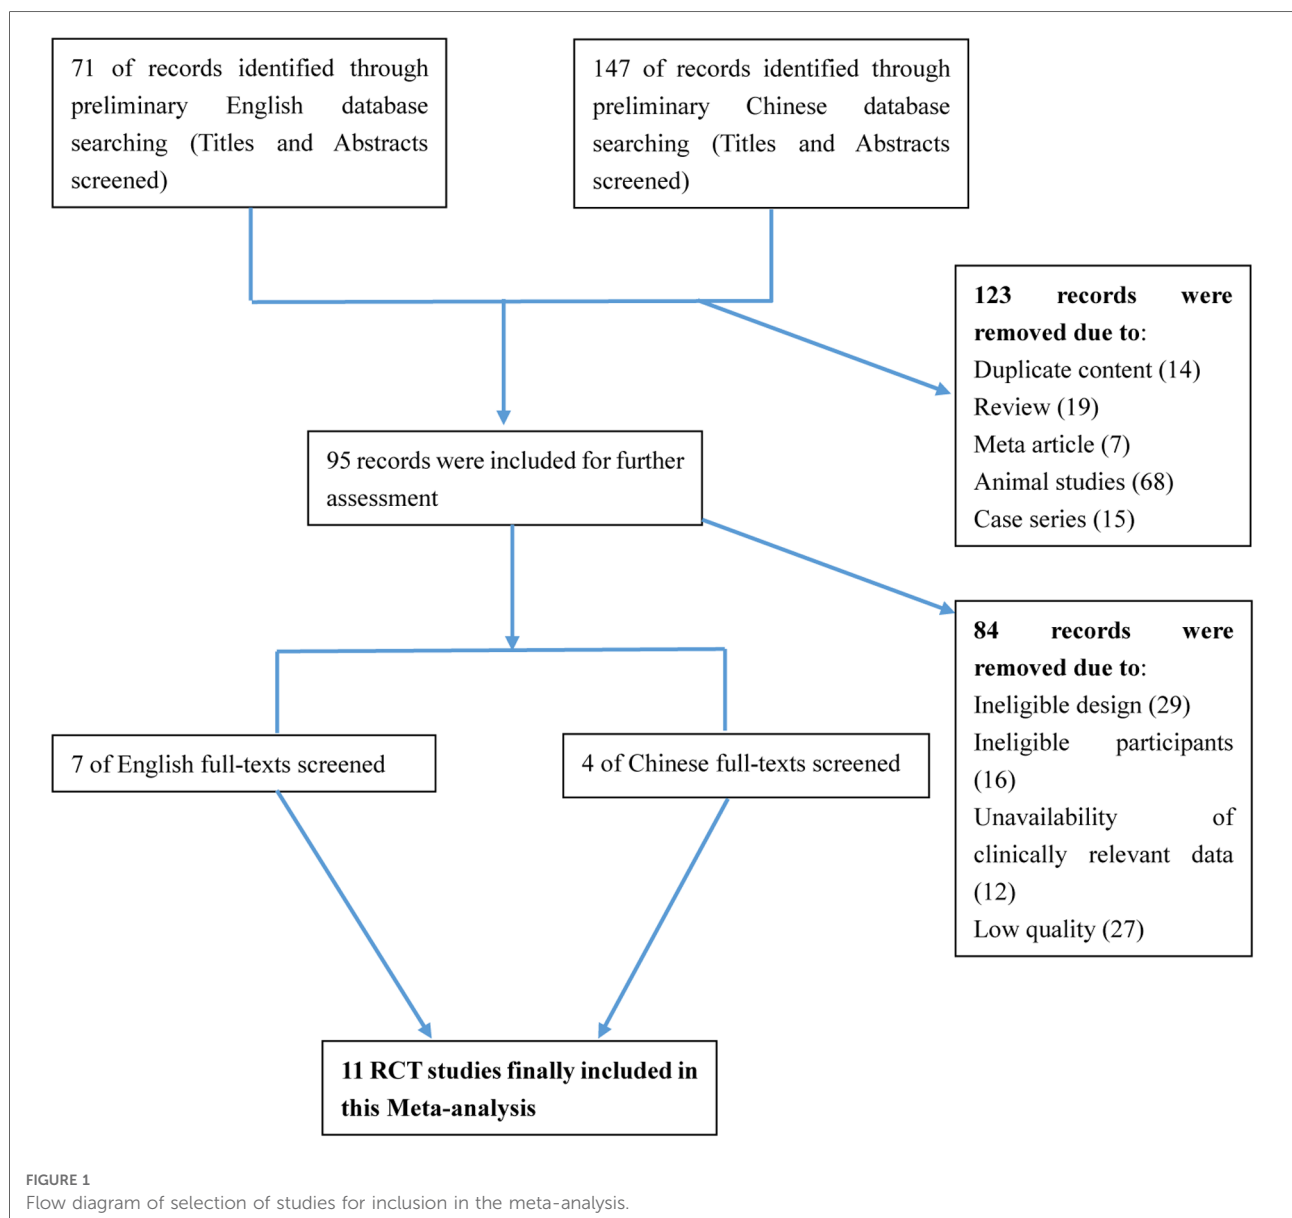 71 of records identified through
preliminary English database
searching (Titles and Abstracts
screened)
147 of records identified through
preliminary Chinese database
searching (Titles and Abstracts
screened)
123 records were
removed due to:
Duplicate content (14)
Review (19)
Meta article (7)
Animal studies (68)
Case series (15)
95 records were included for further
assessment
84 records were
removed due to:
Ineligible design (29)
Ineligible participants
(16)
Unavailability of
clinically relevant data
(12)
Low quality (27)
7 of English full-texts screened
4 of Chinese full-texts screened
11 RCT studies finally included in
this Meta-analysis
FIGURE 1
Flow diagram of selection of studies for inclusion in the meta-analysis.